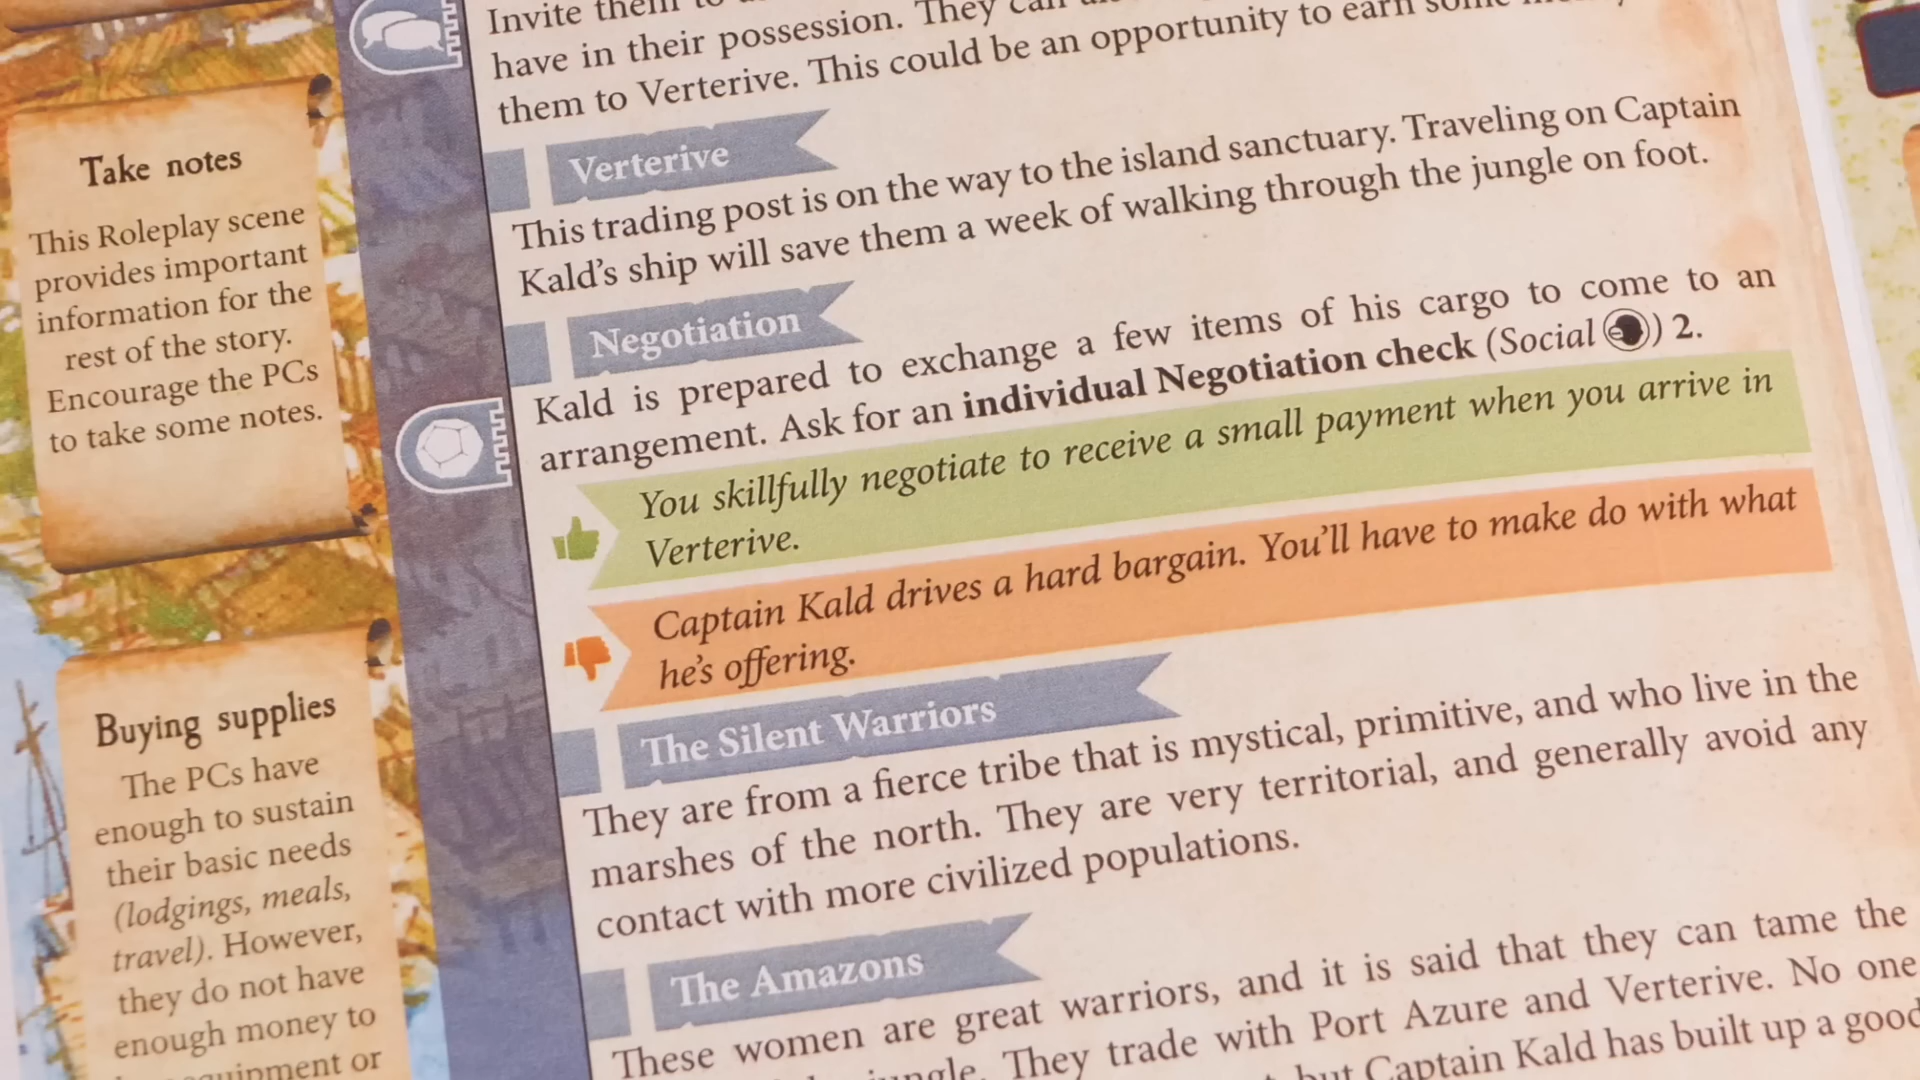 Take notes
This Roleplay scene
provides important
information for the
rest of the story.
Encourage the PCs
to take some notes.
Buying supplies
The PCs have
enough to sustain
their basic needs
(lodgings, meals,
travel). However,
they do not have
enough money to
equipment or
Invite them to
have in their possession. They can
them to Verterive. This could be an opportunity to earn some
Verterive
This trading post is on the way to the island sanctuary. Traveling on Captain
Kald's ship will save them a week of walking through the jungle on foot.
Negotiation
Kald is prepared to exchange a few items of his cargo to come to an
arrangement. Ask for an individual Negotiation check (Social ) 2.
You skillfully negotiate to receive a small payment when you arrive in
Verterive.
Captain Kald drives a hard bargain. You'll have to make do with what
he's offering.
The Silent Warriors
They are from a fierce tribe that is mystical, primitive, and who live in the
marshes of the north. They are very territorial, and generally avoid any
contact with more civilized populations.
The Amazons
These women are great warriors, and it is said that they can tame the
jungle. They trade with Port Azure and Verterive. No one
but Captain Kald has built up a good